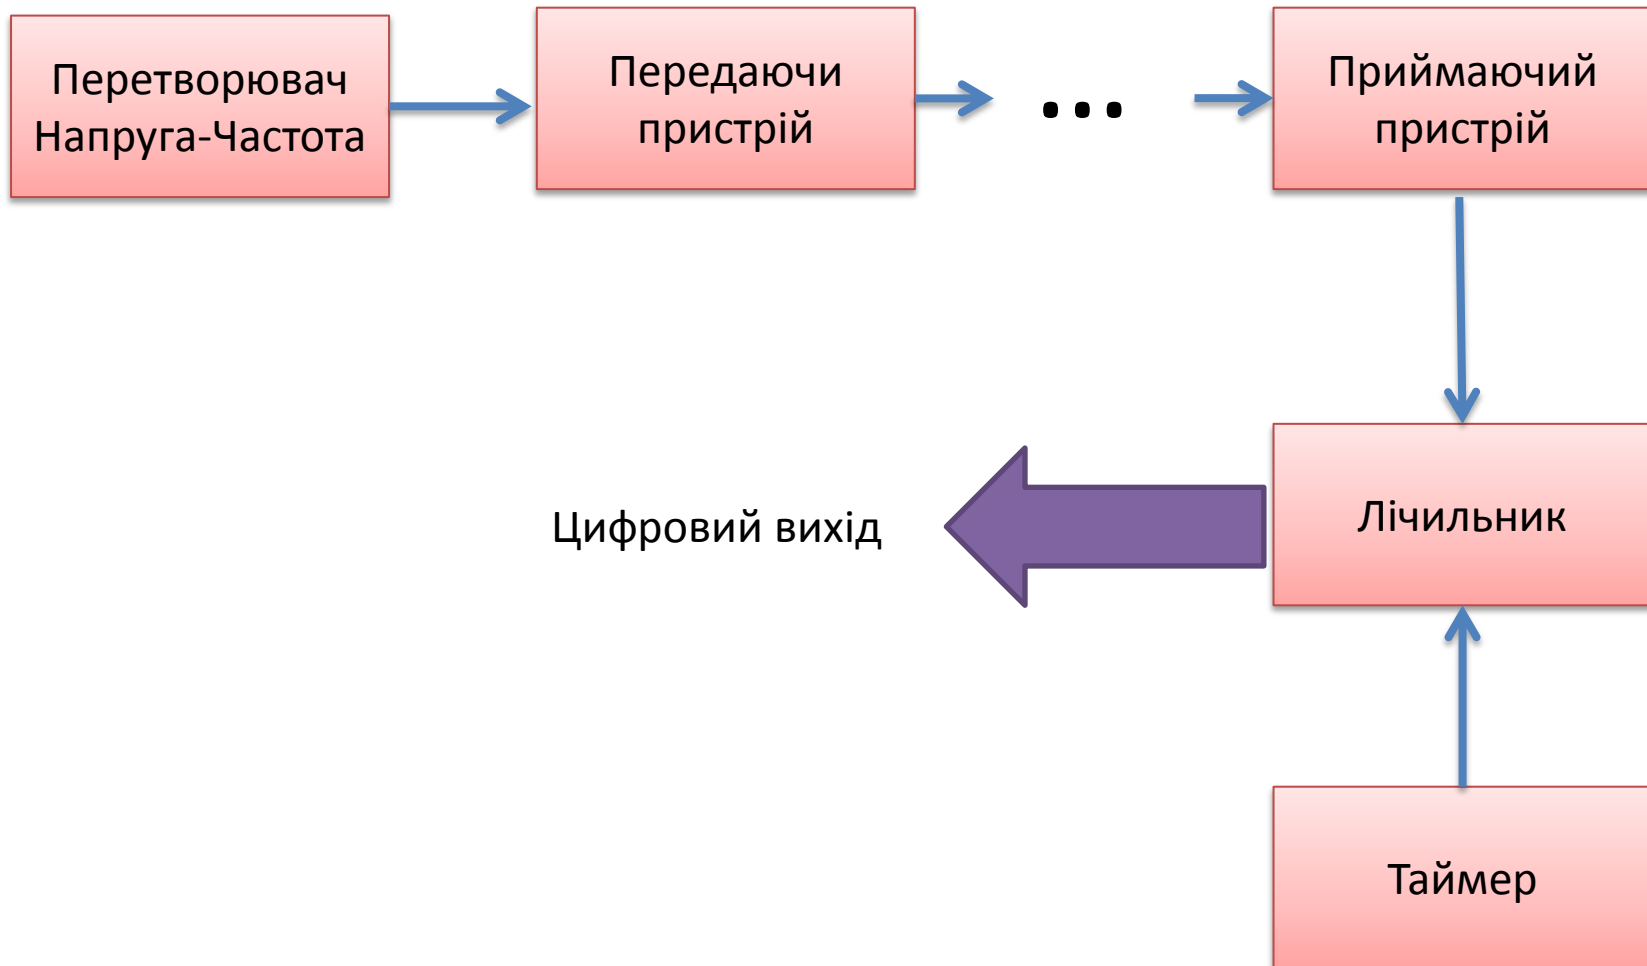 Перетворювач
Напруга-Частота
Передаючи
пристрій
...
Приймаючий
пристрій
Цифровий вихід
Лічильник
Таймер